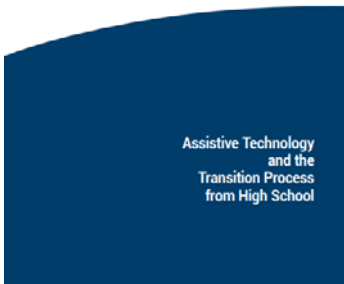 Assistive Technology
and the
Transition Process
from High School